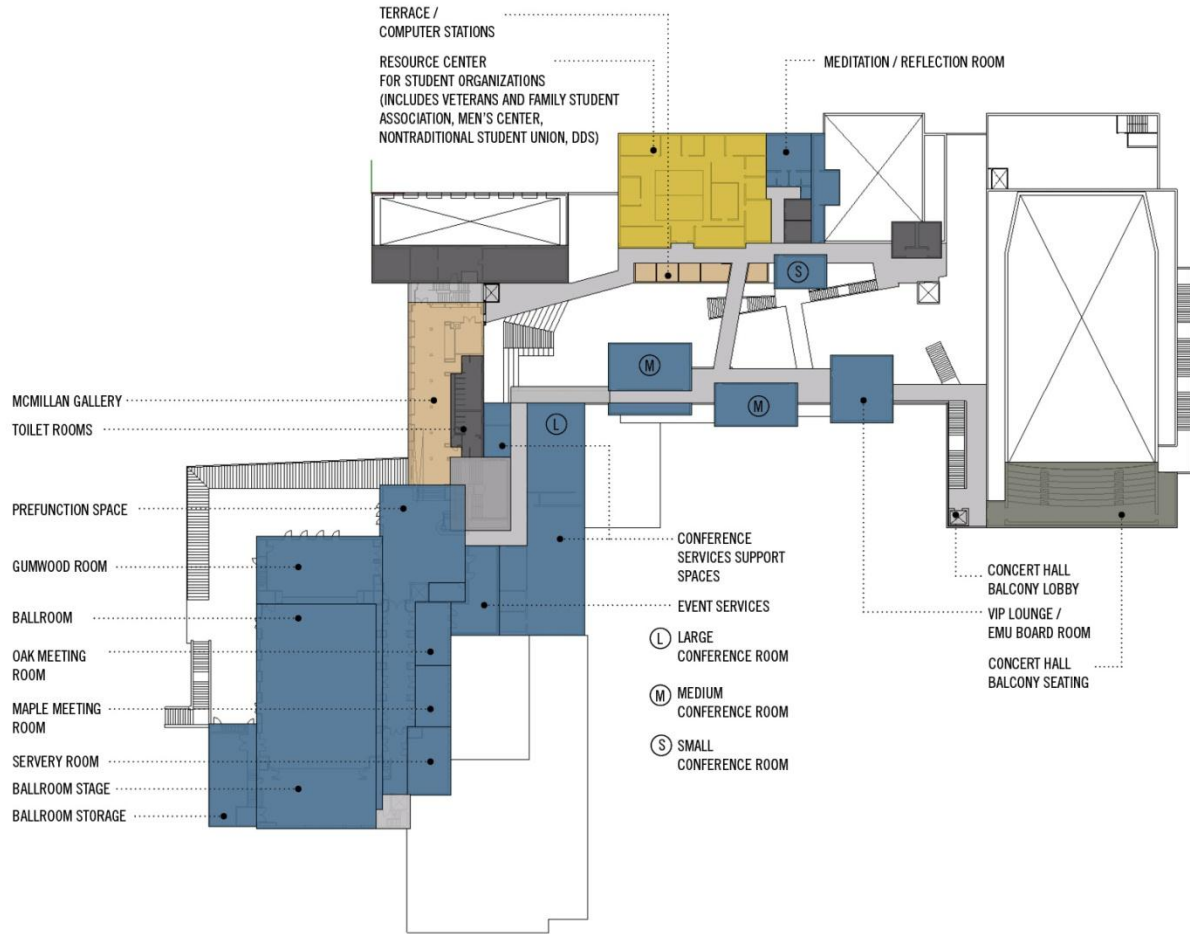 TERRACE /
COMPUTER STATIONS
RESOURCE CENTER
FOR STUDENT ORGANIZATIONS
(INCLUDES VETERANS AND FAMILY STUDENT
ASSOCIATION, MEN'S CENTER,
NONTRADITIONAL STUDENT UNION, DDS)
MEDITATION / REFLECTION ROOM
S
M
M
L
MCMILLAN GALLERY
TOILET ROOMS
PREFUNCTION SPACE
GUMWOOD ROOM
BALLROOM
OAK MEETING
ROOM
MAPLE MEETING
ROOM
SERVERY ROOM
BALLROOM STAGE
BALLROOM STORAGE
CONFERENCE
SERVICES SUPPORT
SPACES
EVENT SERVICES
L LARGE
CONFERENCE ROOM
M MEDIUM
CONFERENCE ROOM
S SMALL
CONFERENCE ROOM
CONCERT HALL
BALCONY LOBBY
VIP LOUNGE /
EMU BOARD ROOM
CONCERT HALL
BALCONY SEATING